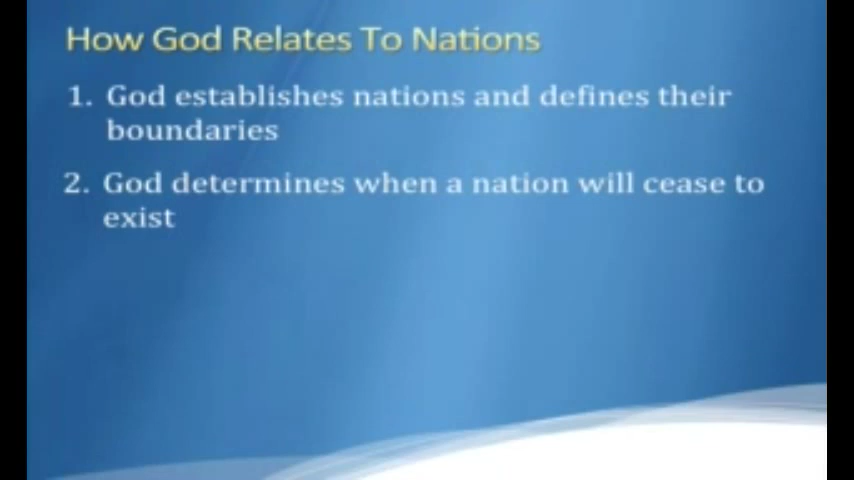 How God Relates To Nations
1. God establishes nations and defines their
boundaries
2. God determines when a nation will cease to
exist